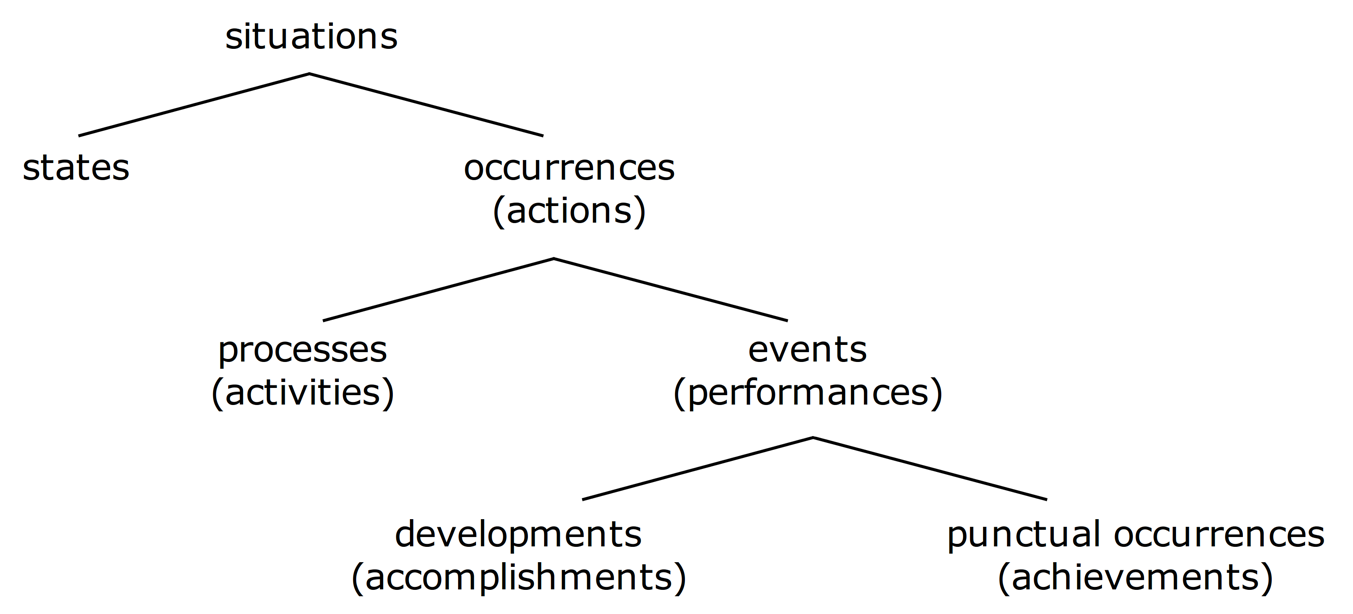 situations
states
occurrences
(actions)
processes
(activities)
events
(performances)
developments
(accomplishments)
punctual occurrences
(achievements)